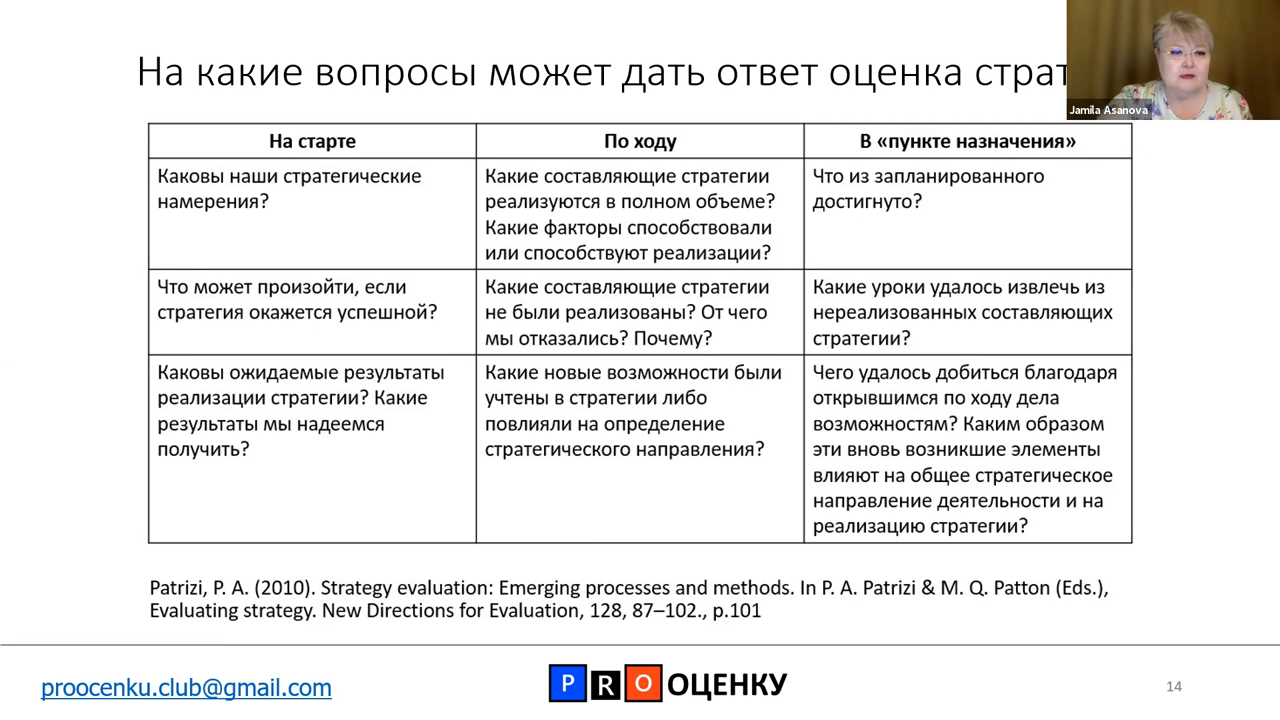 На какие вопросы может дать ответ оценка страт
Jamila Asanova
На старте
По ходу
В «пункте назначения»
Каковы наши стратегические
намерения?
Какие составляющие стратегии
реализуются в полном объеме?
Какие факторы способствовали
или способствуют реализации?
Что из запланированного
достигнуто?
Что может произойти, если
стратегия окажется успешной?
Какие составляющие стратегии
не были реализованы? От чего
мы отказались? Почему?
Какие уроки удалось извлечь из
нереализованных составляющих
стратегии?
Каковы ожидаемые результаты
реализации стратегии? Какие
результаты мы надеемся
получить?
Какие новые возможности были
учтены в стратегии либо
повлияли на определение
стратегического направления?
Чего удалось добиться благодаря
открывшимся по ходу дела
возможностям? Каким образом
эти вновь возникшие элементы
влияют на общее стратегическое
направление деятельности и на
реализацию стратегии?
Patrizi, P. A. (2010). Strategy evaluation: Emerging processes and methods. In P. A. Patrizi & M. Q. Patton (Eds.),
Evaluating strategy. New Directions for Evaluation, 128, 87–102., p.101
proocenku.club@gmail.com
PRO ОЦЕНКУ
14